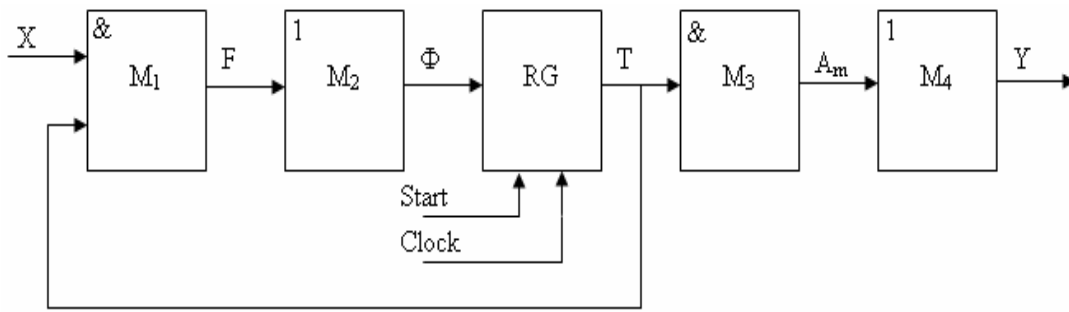 X
&
M₁
F
1
M₂
Φ
RG
T
&
M₃
Aₘ
1
M₄
Y
Start
Clock